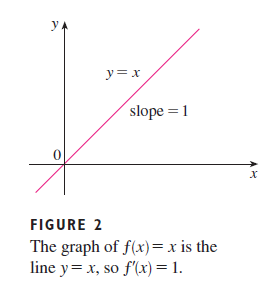 y
y = x
slope = 1
0
x
FIGURE 2
The graph of f(x) = x is the
line y = x, so f′(x) = 1.